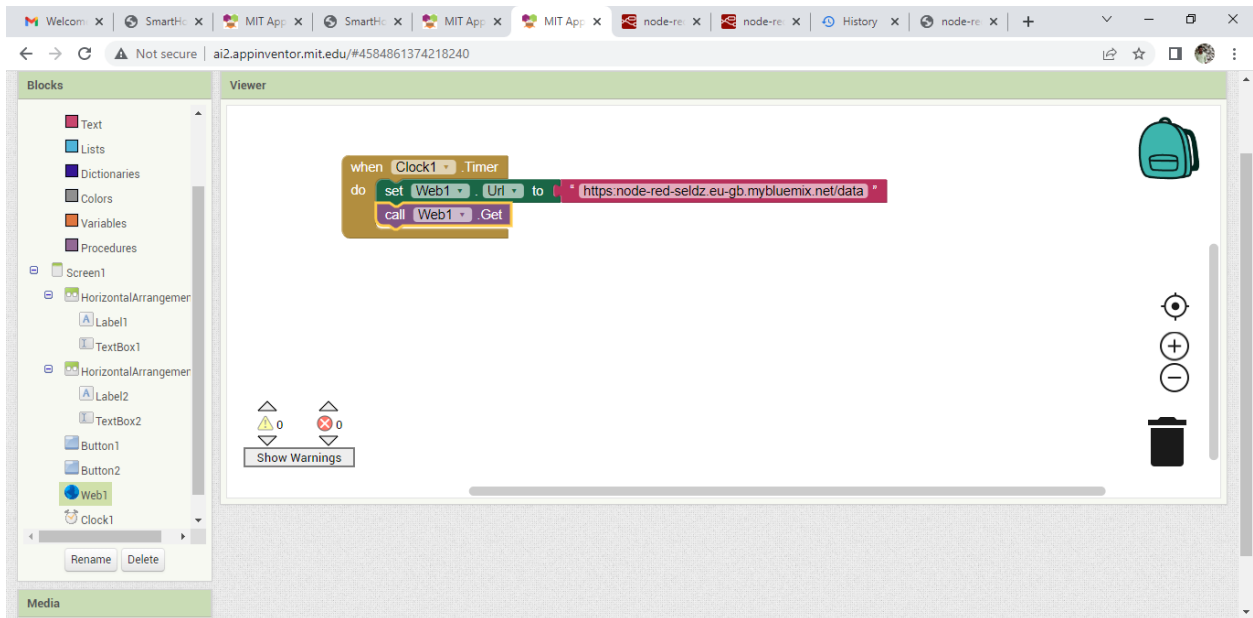 Welcom
SmartHo
MIT App
SmartHo
MIT App
MIT App
node-re
node-re
History
node-re
Not secure
ai2.appinventor.mit.edu/#4584861374218240
Blocks
Viewer
Text
Lists
Dictionaries
Colors
Variables
Procedures
Screen1
HorizontalArrangemer
Label1
TextBox1
HorizontalArrangemer
Label2
TextBox2
Button1
Button2
Web1
Clock1
Rename
Delete
Media
when Clock1 .Timer
do set Web1 . Url to “ https:node-red-seldz.eu-gb.mybluemix.net/data ”
call Web1 .Get
0 0
Show Warnings